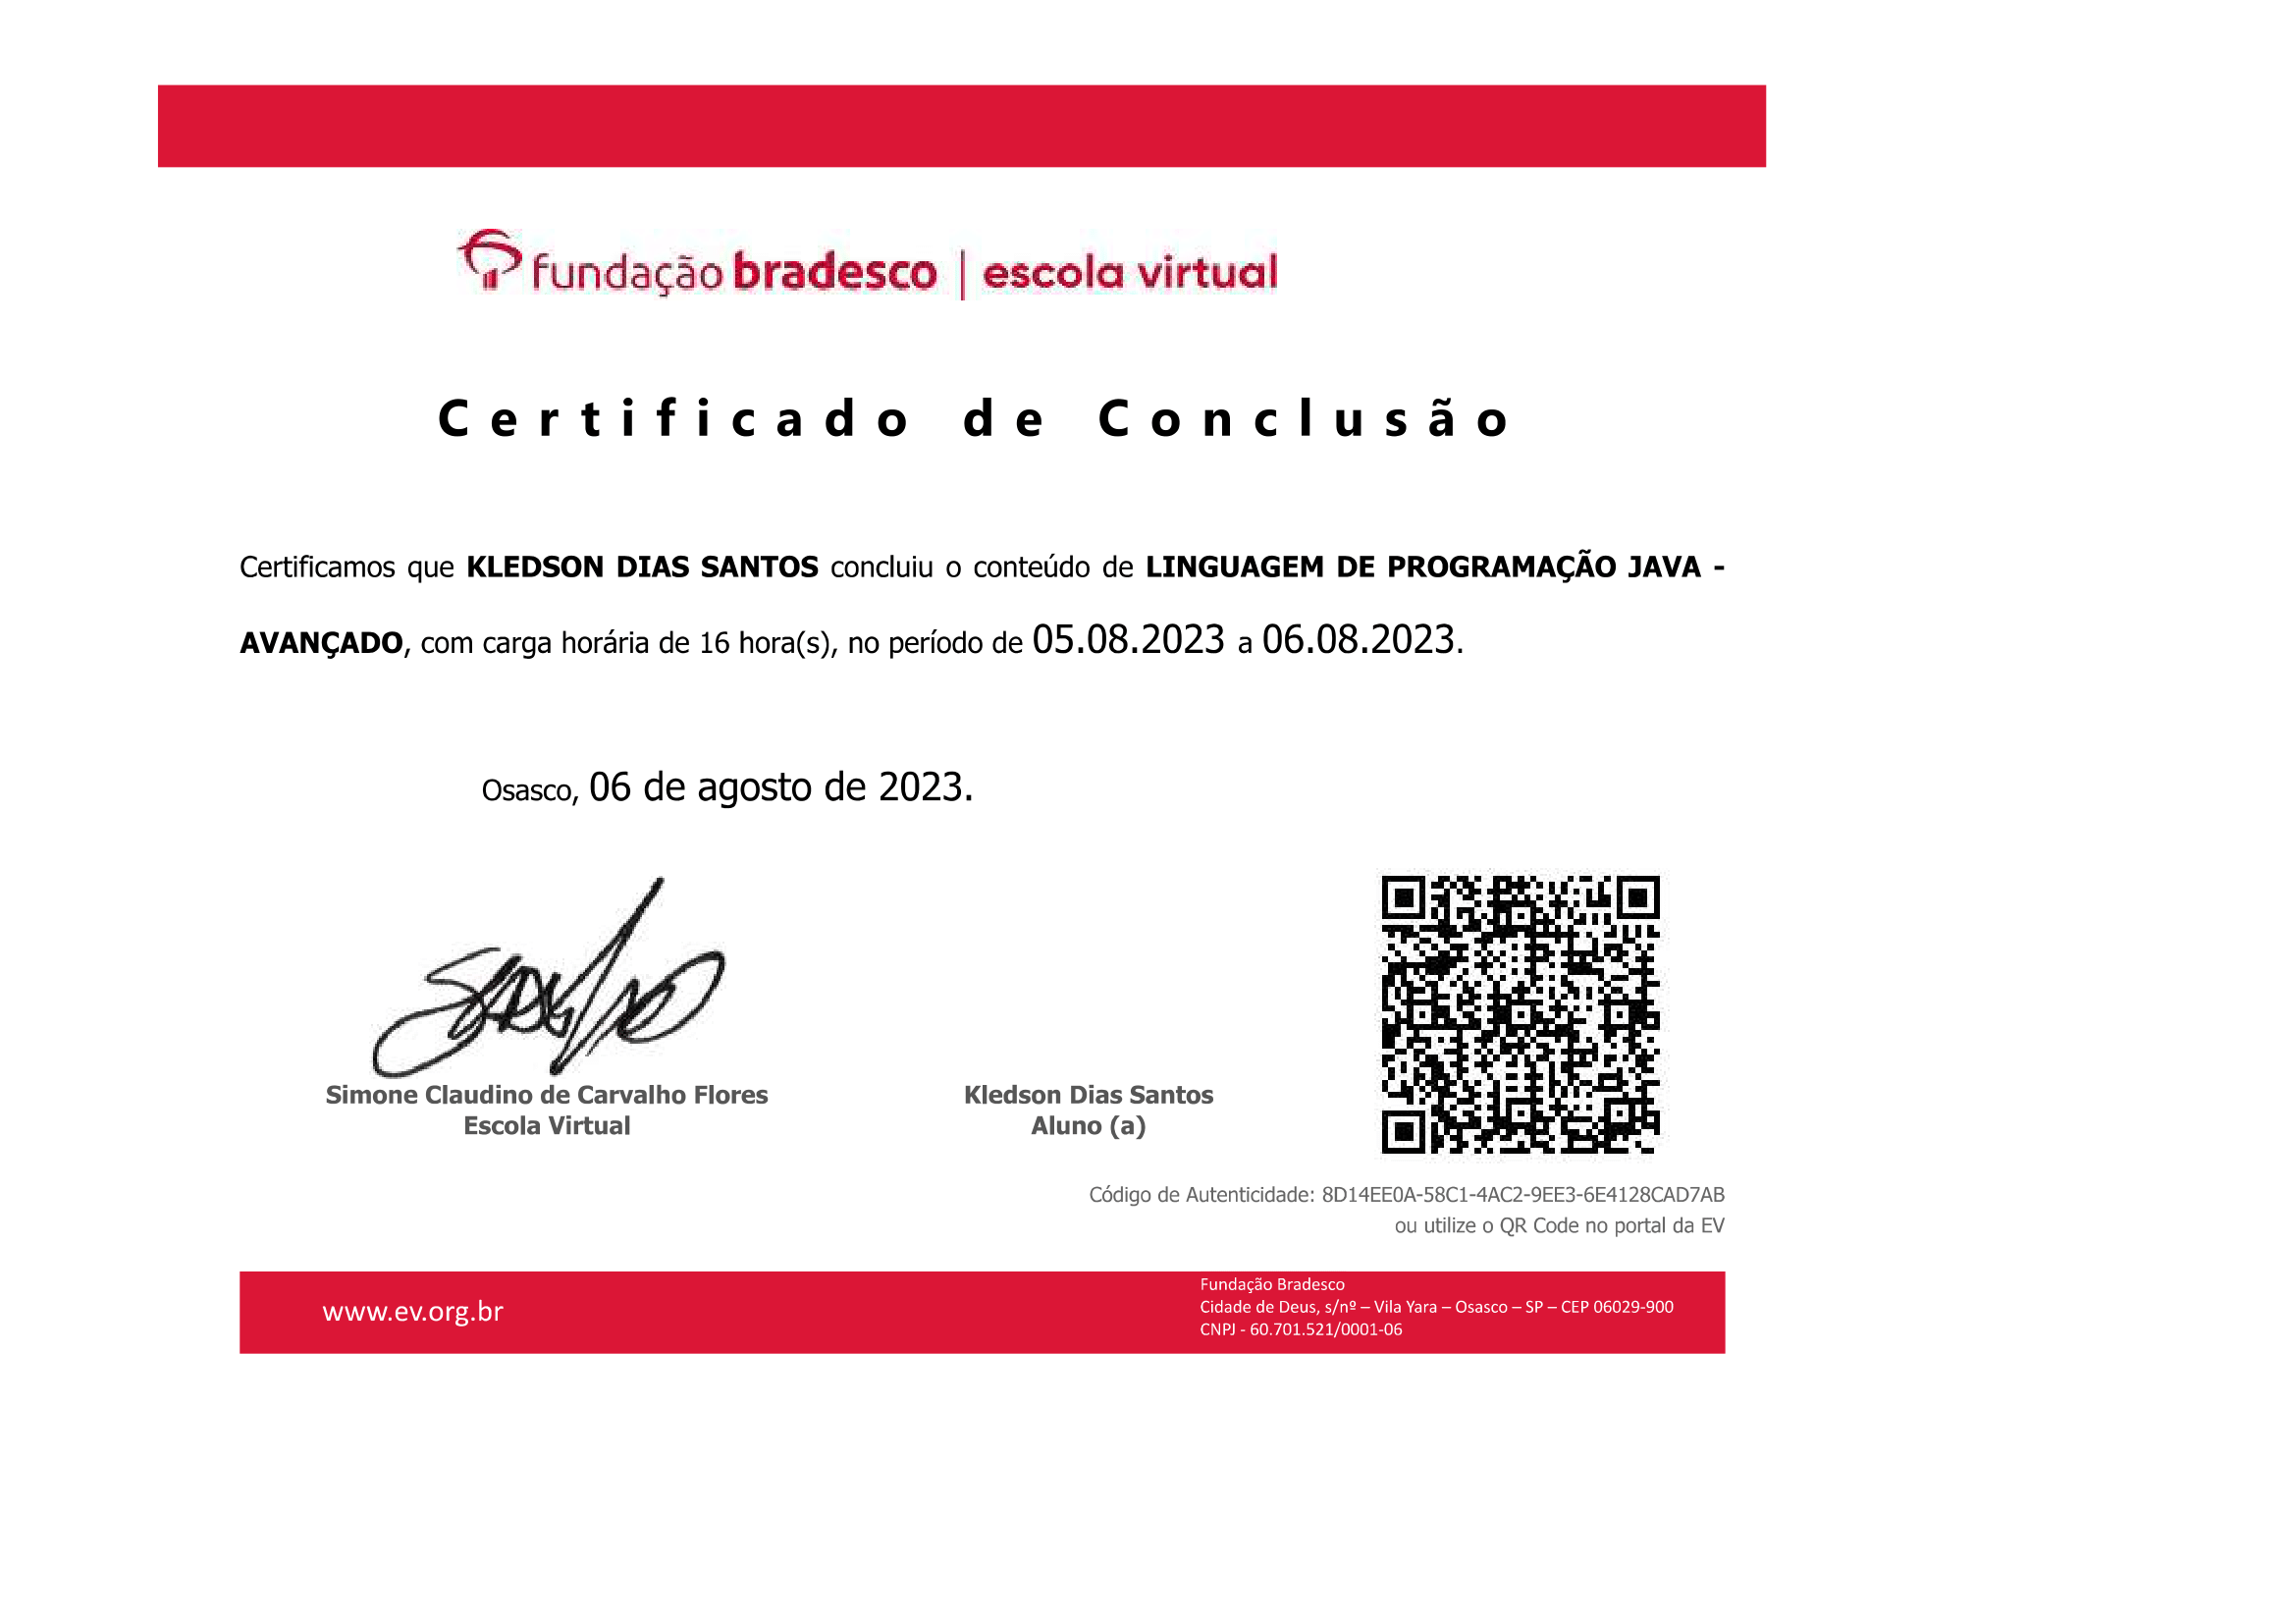 fundação bradesco | escola virtual
Certificado de Conclusão
Certificamos que KLEDSON DIAS SANTOS concluiu o conteúdo de LINGUAGEM DE PROGRAMAÇÃO JAVA -
AVANÇADO, com carga horária de 16 hora(s), no período de 05.08.2023 a 06.08.2023.
Osasco, 06 de agosto de 2023.
Simone Claudino de Carvalho Flores
Escola Virtual
Kledson Dias Santos
Aluno (a)
Código de Autenticidade: 8D14EE0A-58C1-4AC2-9EE3-6E4128CAD7AB
ou utilize o QR Code no portal da EV
www.ev.org.br
Fundação Bradesco
Cidade de Deus, s/nº – Vila Yara – Osasco – SP – CEP 06029-900
CNPJ - 60.701.521/0001-06